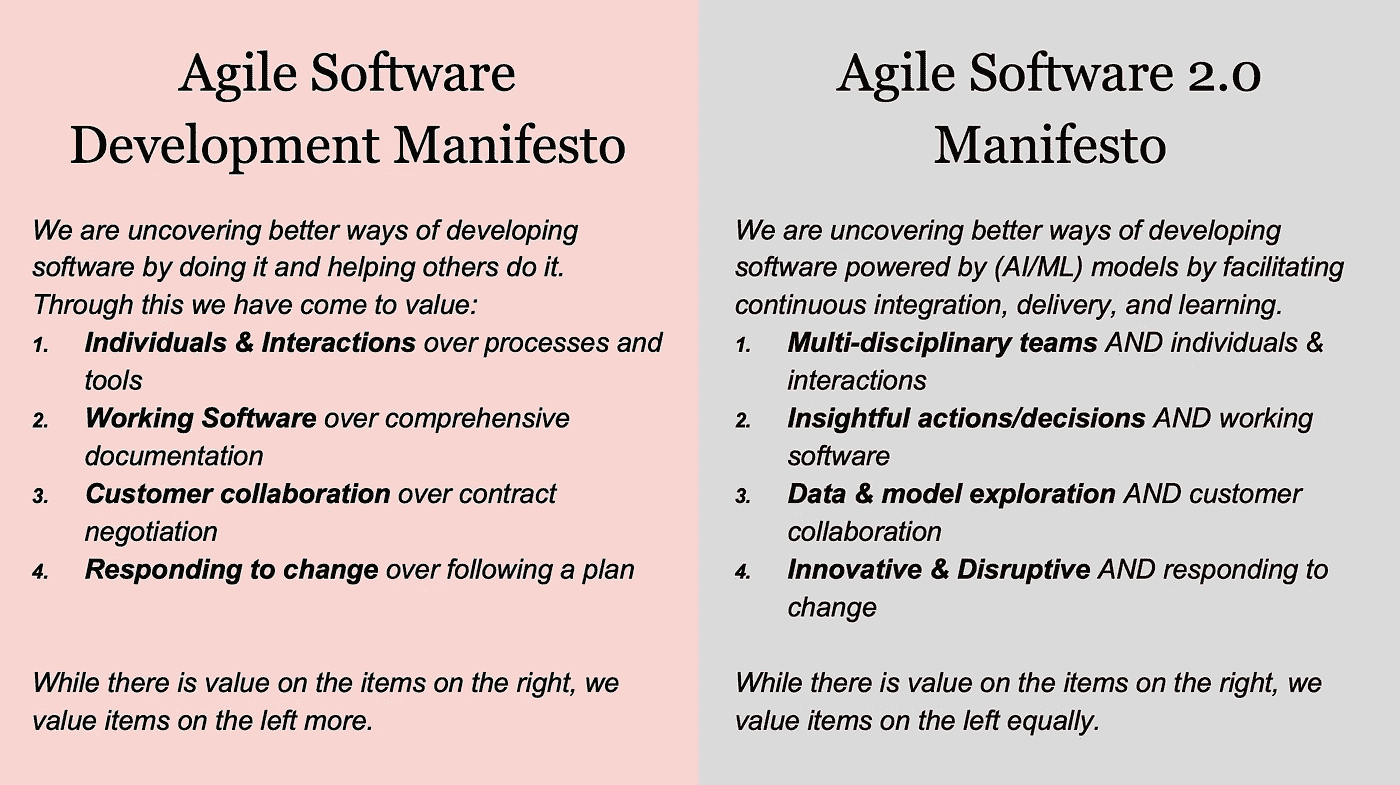 Agile Software
Development Manifesto
We are uncovering better ways of developing
software by doing it and helping others do it.
Through this we have come to value:
1. Individuals & Interactions over processes and
tools
2. Working Software over comprehensive
documentation
3. Customer collaboration over contract
negotiation
4. Responding to change over following a plan
While there is value on the items on the right, we
value items on the left more.
Agile Software 2.0
Manifesto
We are uncovering better ways of developing
software powered by (AI/ML) models by facilitating
continuous integration, delivery, and learning.
1. Multi-disciplinary teams AND individuals &
interactions
2. Insightful actions/decisions AND working
software
3. Data & model exploration AND customer
collaboration
4. Innovative & Disruptive AND responding to
change
While there is value on the items on the right, we
value items on the left equally.